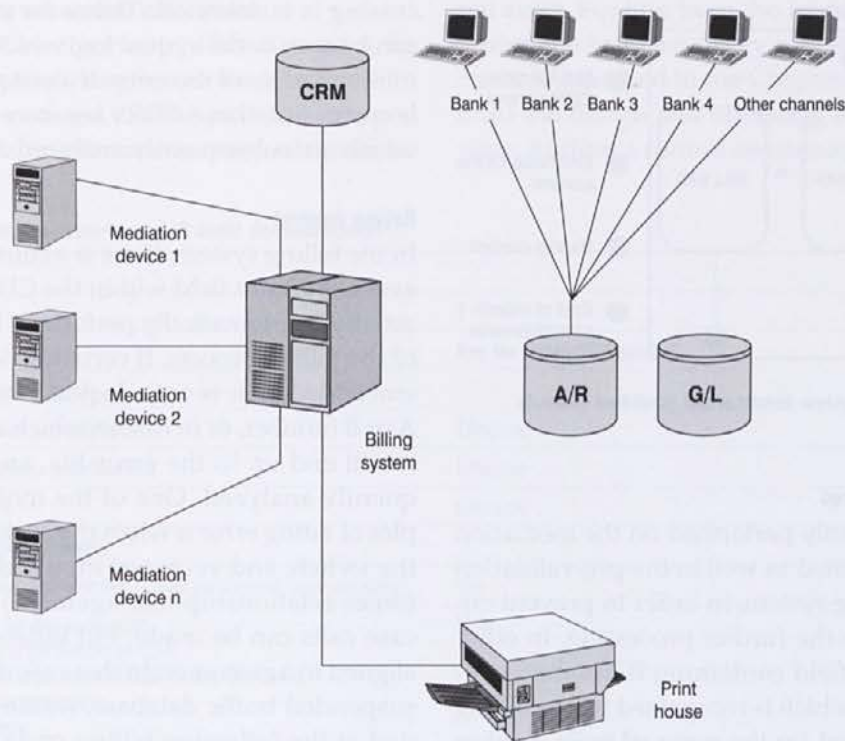 CRM
Bank 1
Bank 2
Bank 3
Bank 4
Other channels
Mediation
device 1
Mediation
device 2
Billing
system
A/R
G/L
Mediation
device n
Print
house